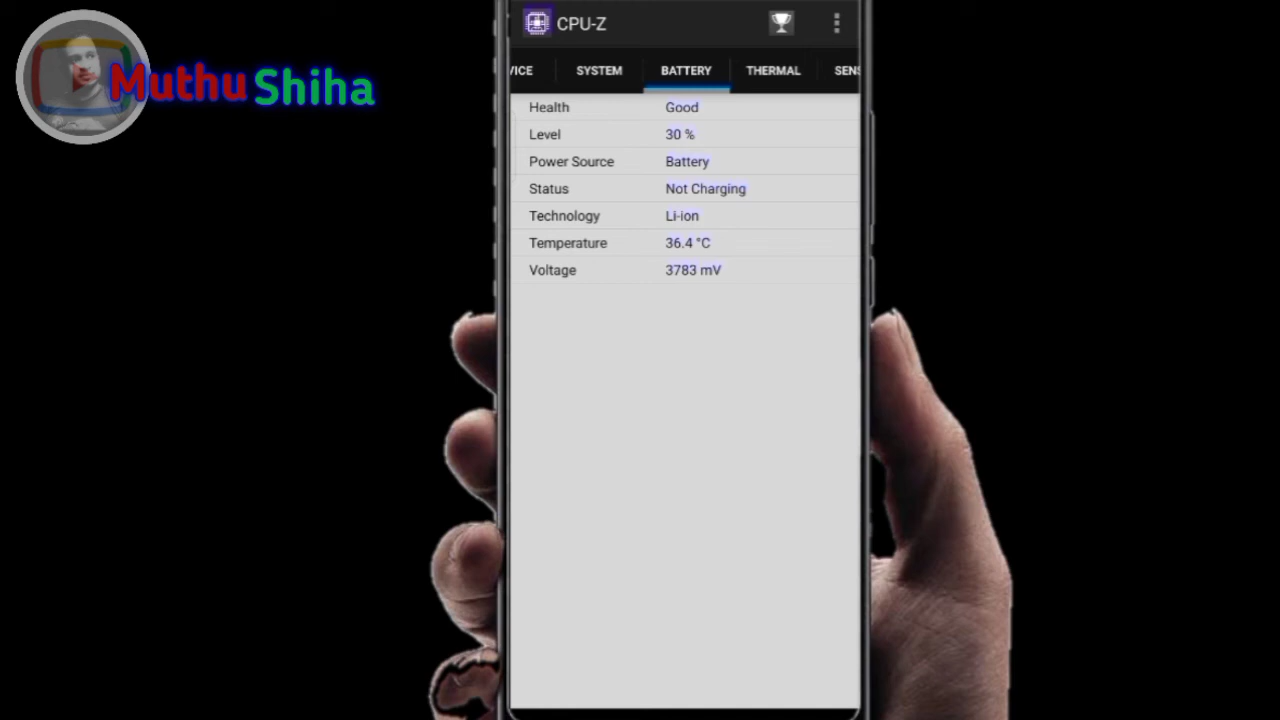 Muthu Shiha
CPU-Z
VICE SYSTEM BATTERY THERMAL SENS
Health Good
Level 30 %
Power Source Battery
Status Not Charging
Technology Li-ion
Temperature 36.4 °C
Voltage 3783 mV